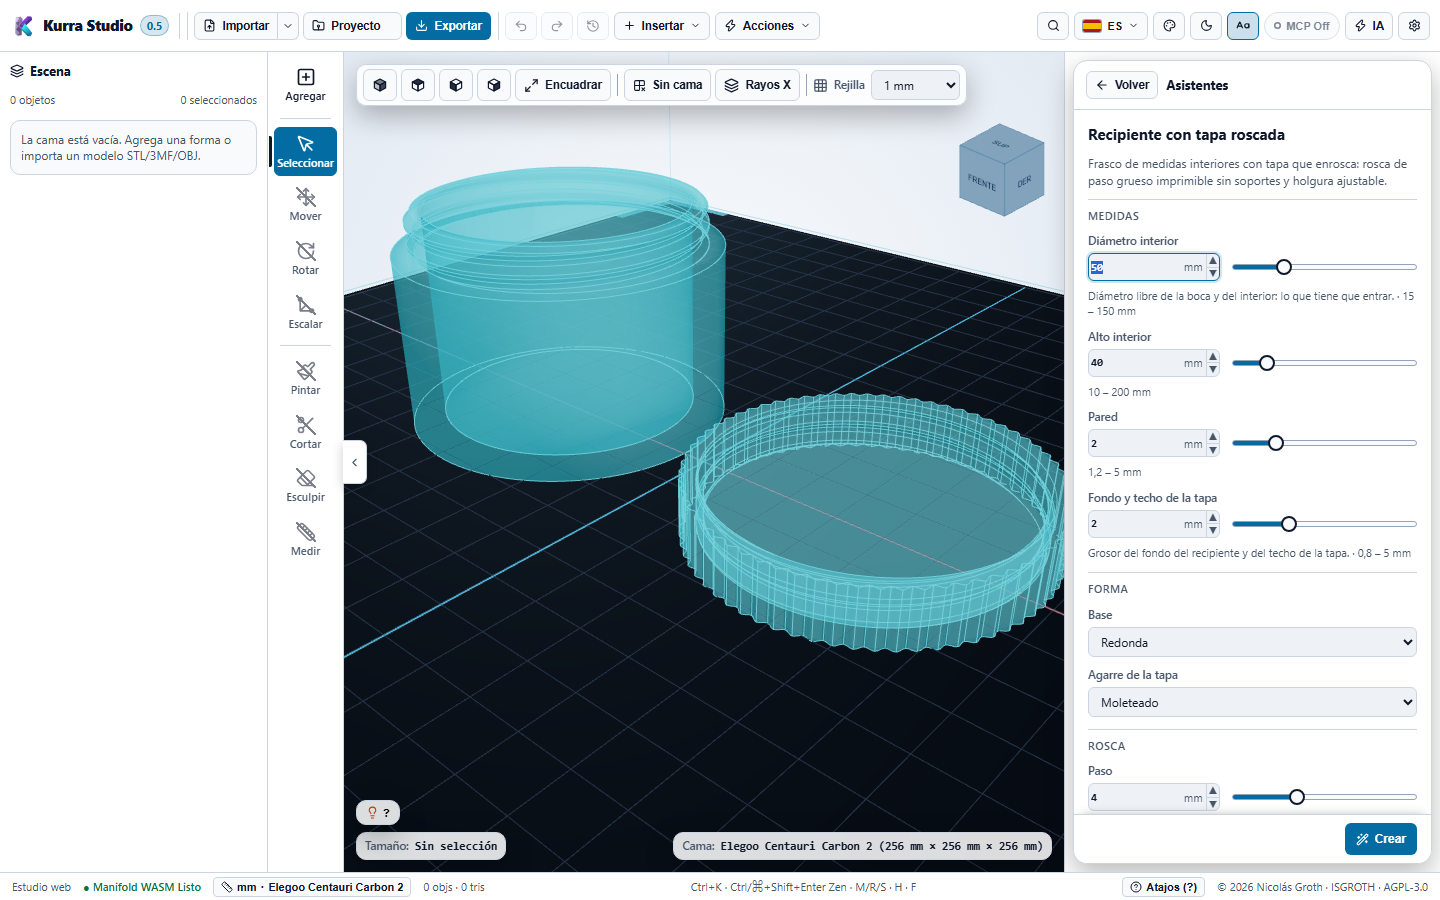 Kurra Studio 0.5
Importar
Proyecto
Exportar
Insertar
Acciones
ES
Aa
MCP Off
IA
Escena
0 objetos
0 seleccionados
La cama está vacía. Agrega una forma o
importa un modelo STL/3MF/OBJ.
Agregar
Seleccionar
Mover
Rotar
Escalar
Pintar
Cortar
Esculpir
Medir
Encuadrar
Sin cama
Rayos X
Rejilla
1 mm
SUP
FRENTE
DER
?
Tamaño: Sin selección
Cama: Elegoo Centauri Carbon 2 (256 mm × 256 mm × 256 mm)
Volver
Asistentes
Recipiente con tapa roscada
Frasco de medidas interiores con tapa que enrosca: rosca de
paso grueso imprimible sin soportes y holgura ajustable.
MEDIDAS
Diámetro interior
50 mm
Diámetro libre de la boca y del interior: lo que tiene que entrar. · 15
– 150 mm
Alto interior
40 mm
10 – 200 mm
Pared
2 mm
1,2 – 5 mm
Fondo y techo de la tapa
2 mm
Grosor del fondo del recipiente y del techo de la tapa. · 0,8 – 5 mm
FORMA
Base
Redonda
Agarre de la tapa
Moleteado
ROSCA
Paso
4 mm
Crear
Estudio web
● Manifold WASM Listo
mm · Elegoo Centauri Carbon 2
0 objs · 0 tris
Ctrl+K · Ctrl/⌘+Shift+Enter Zen · M/R/S · H · F
Atajos (?)
© 2026 Nicolás Groth · ISGROTH · AGPL-3.0